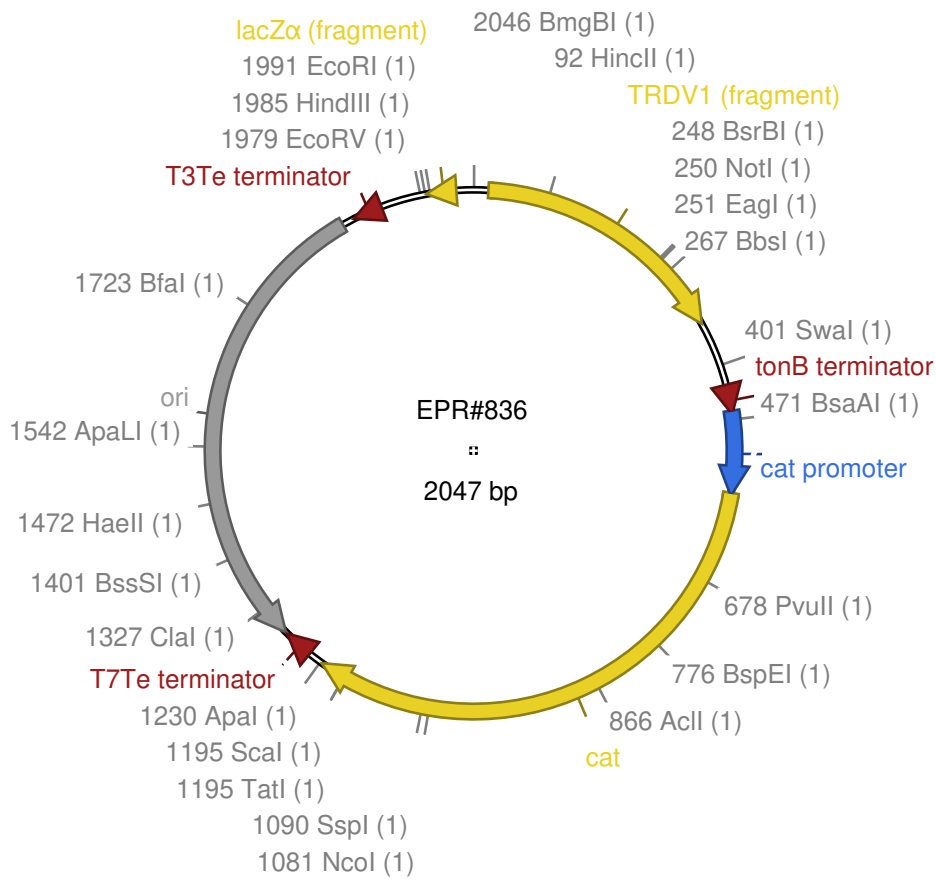 lacZα (fragment)
1991 EcoRI (1)
1985 HindIII (1)
1979 EcoRV (1)
T3Te terminator
2046 BmgBI (1)
92 HincII (1)
TRDV1 (fragment)
248 BsrBI (1)
250 NotI (1)
251 EagI (1)
267 BbsI (1)
1723 BfaI (1)
401 SwaI (1)
tonB terminator
471 BsaAI (1)
ori
1542 ApaLI (1)
EPR#836
2047 bp
cat promoter
1472 HaeII (1)
1401 BssSI (1)
1327 ClaI (1)
T7Te terminator
1230 ApaI (1)
1195 ScaI (1)
1195 TatI (1)
1090 SspI (1)
1081 NcoI (1)
678 PvuII (1)
776 BspEI (1)
866 AclI (1)
cat